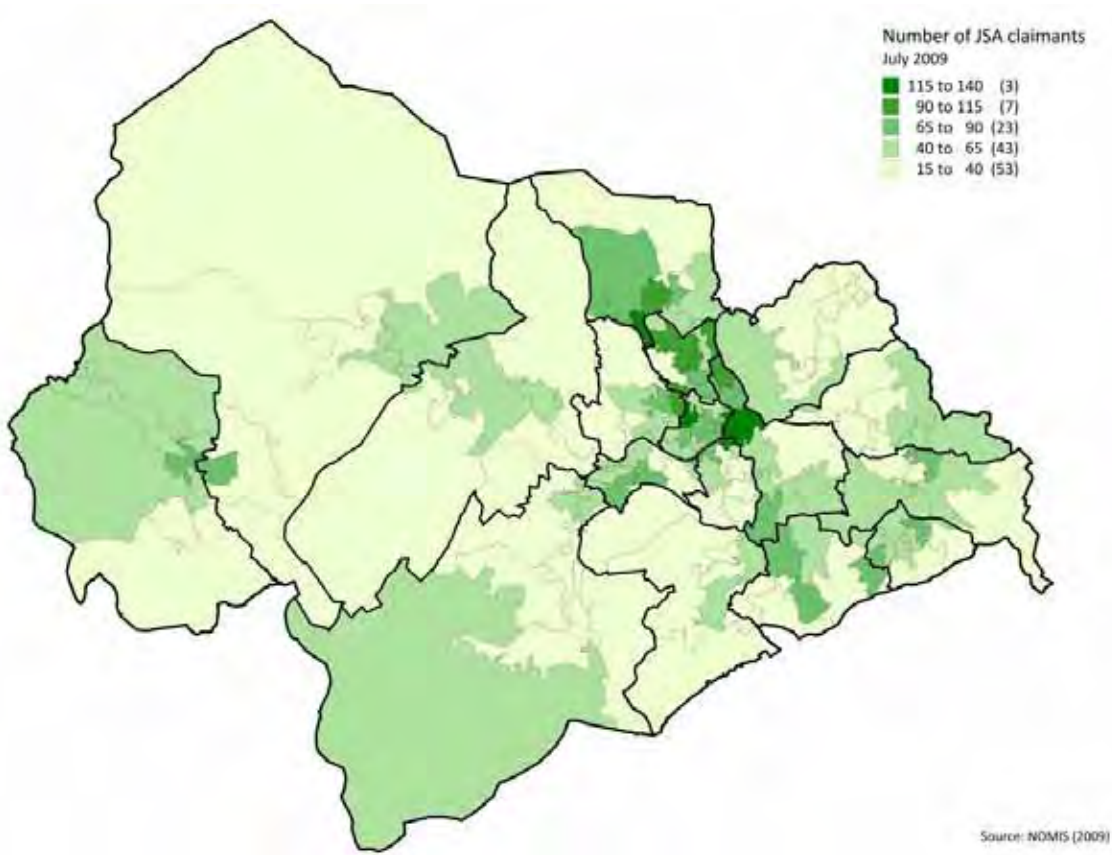 Number of JSA claimants
July 2009
115 to 140 (3)
90 to 115 (7)
65 to 90 (23)
40 to 65 (43)
15 to 40 (53)
Source: NOMIS (2009)